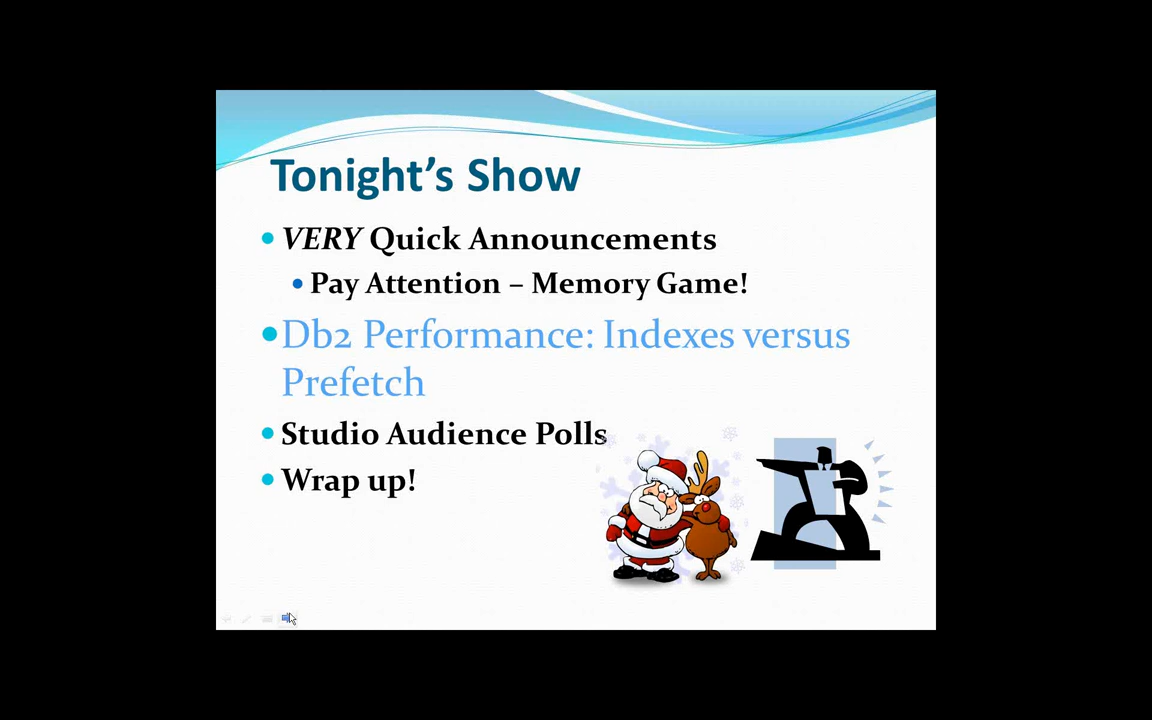 Tonight’s Show
VERY Quick Announcements
Pay Attention – Memory Game!
Db2 Performance: Indexes versus
Prefetch
Studio Audience Polls
Wrap up!